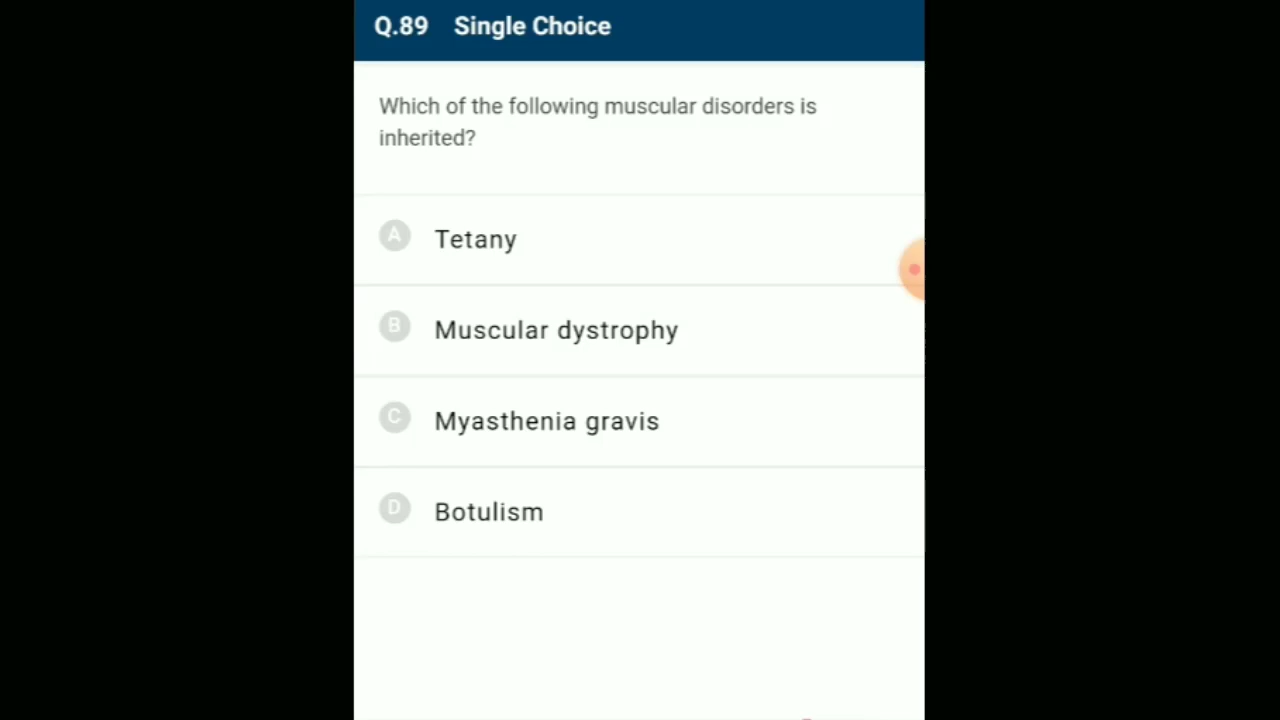 Q.89 Single Choice
Which of the following muscular disorders is
inherited?
A Tetany
B Muscular dystrophy
C Myasthenia gravis
D Botulism